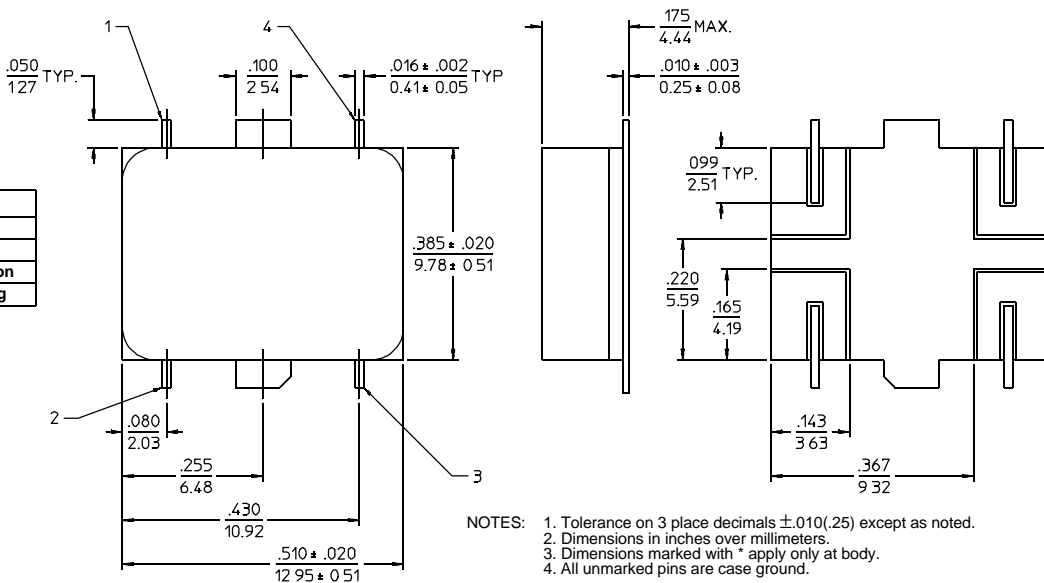 1
4
.050
1.27 TYP.
.100
2.54
.016 ± .002
0.41 ± 0.05 TYP
.175
4.44 MAX.
.010 ± .003
0.25 ± 0.08
.099
2.51 TYP.
on
g
.385 ± .020
9.78 ± 0.51
.220
5.59
.165
4.19
2
.080
2.03
.143
3.63
.255
6.48
3
.367
9.32
.430
10.92
.510 ± .020
12.95 ± 0.51
NOTES: 1. Tolerance on 3 place decimals ±.010(.25) except as noted.
2. Dimensions in inches over millimeters.
3. Dimensions marked with * apply only at body.
4. All unmarked pins are case ground.